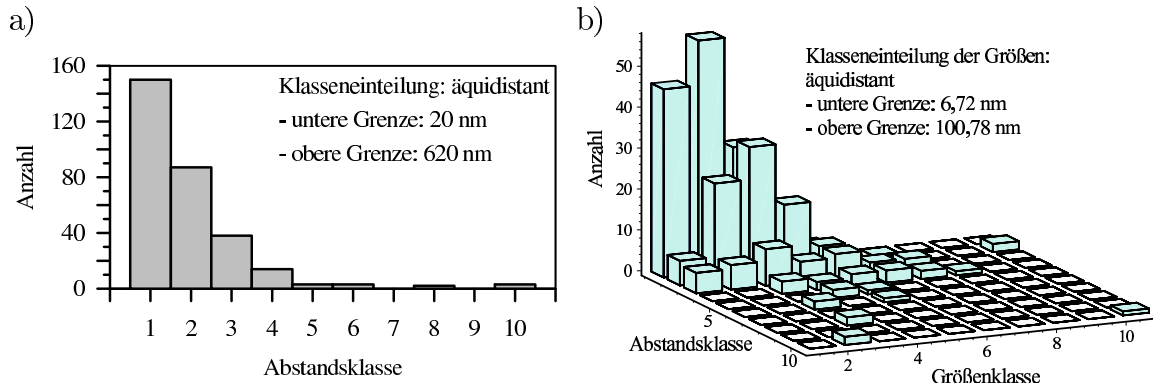 a)
160
120
80
40
0
Anzahl
Klasseneinteilung: äquidistant
- untere Grenze: 20 nm
- obere Grenze: 620 nm
1 2 3 4 5 6 7 8 9 10
Abstandsklasse
b)
50
40
30
20
10
0
Anzahl
Klasseneinteilung der Größen:
äquidistant
- untere Grenze: 6,72 nm
- obere Grenze: 100,78 nm
5
10
Abstandsklasse
2 4 6 8 10
Größenklasse